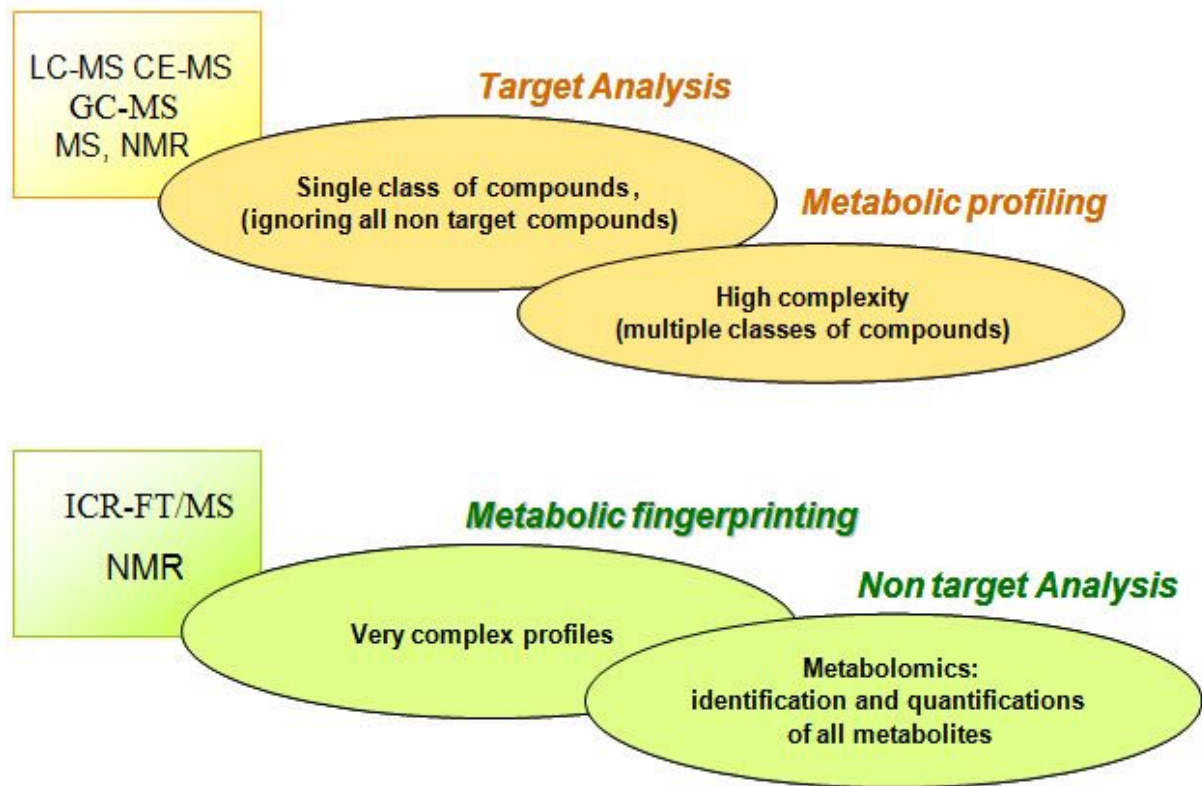 LC-MS CE-MS
GC-MS
MS, NMR
Target Analysis
Single class of compounds,
(ignoring all non target compounds)
Metabolic profiling
High complexity
(multiple classes of compounds)
ICR-FT/MS
NMR
Metabolic fingerprinting
Very complex profiles
Non target Analysis
Metabolomics:
identification and quantifications
of all metabolites